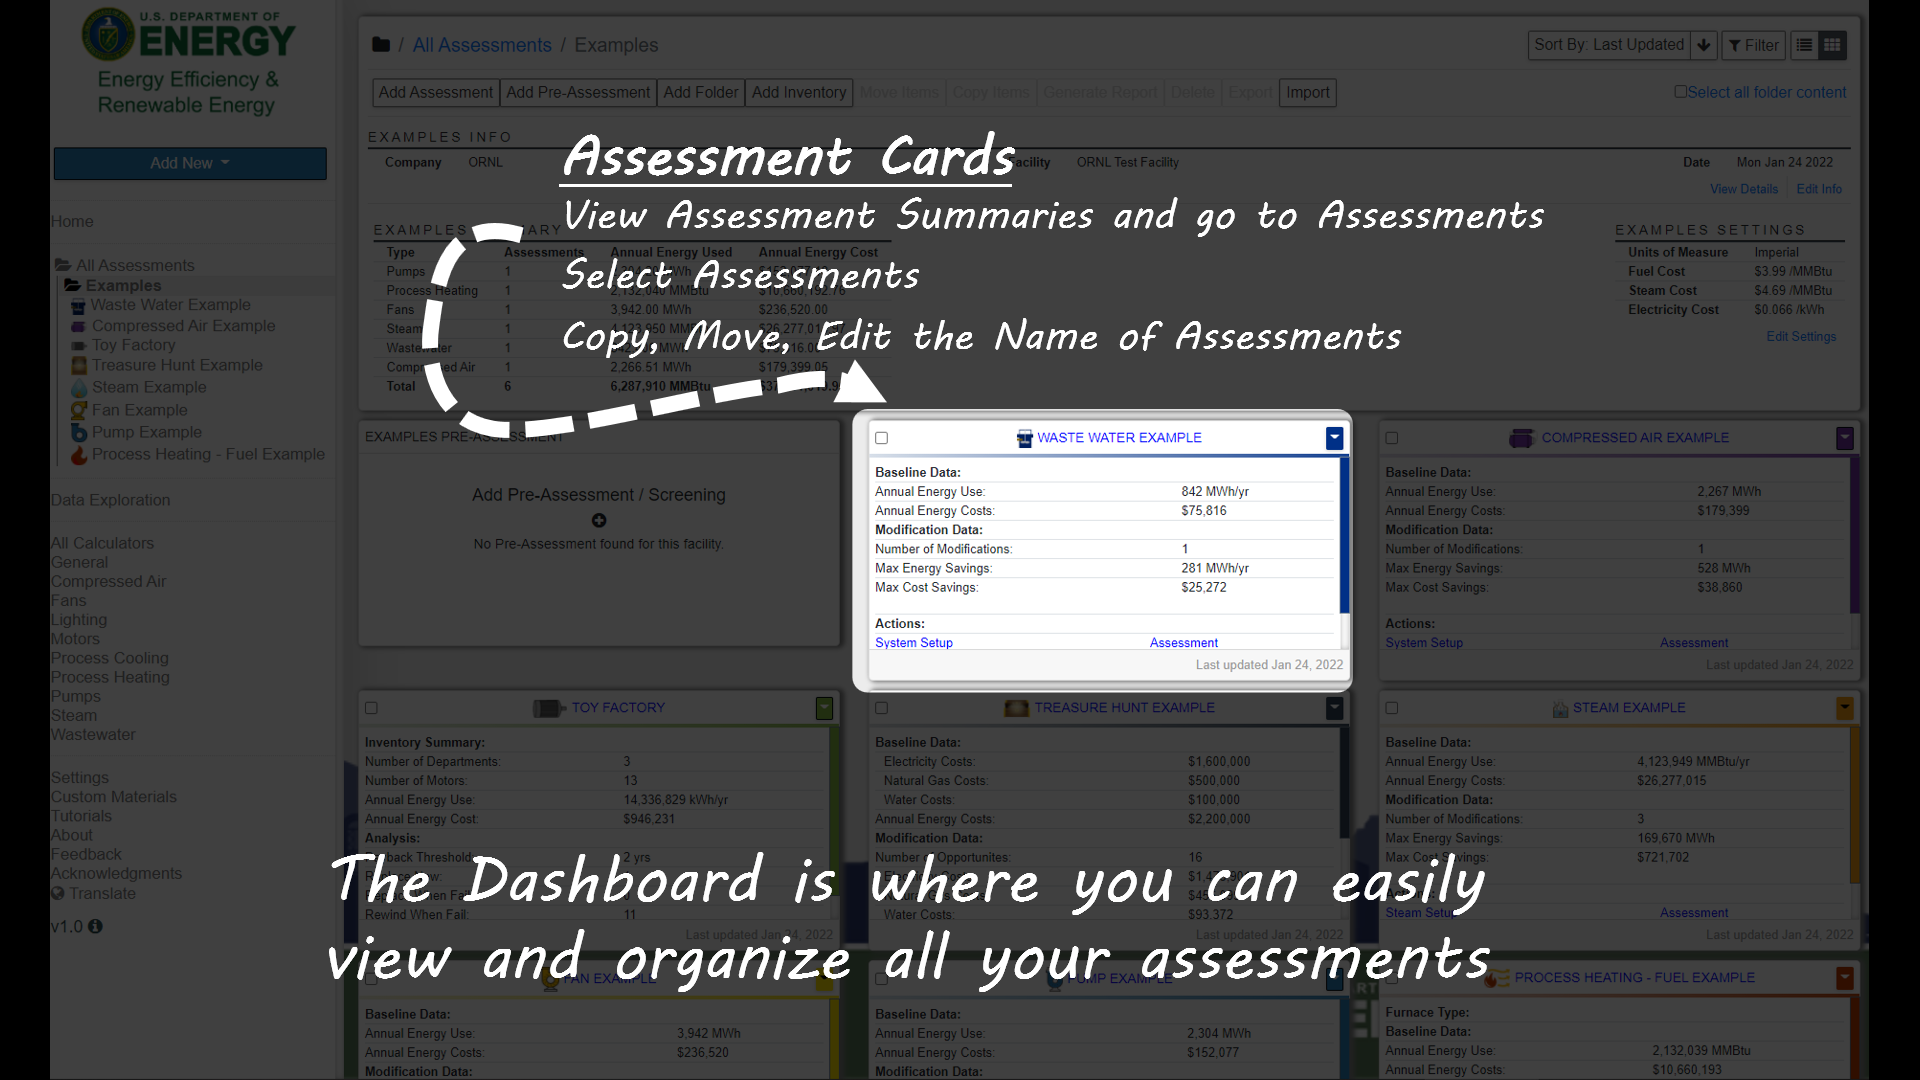 U.S. DEPARTMENT OF
ENERGY
Energy Efficiency &
Renewable Energy
Add New
Home
All Assessments
Examples
Waste Water Example
Compressed Air Example
Toy Factory
Treasure Hunt Example
Steam Example
Fan Example
Pump Example
Process Heating - Fuel Example
Data Exploration
All Calculators
General
Compressed Air
Fans
Lighting
Motors
Process Cooling
Process Heating
Pumps
Steam
Wastewater
Settings
Custom Materials
Tutorials
About
Feedback
Acknowledgments
Translate
v1.0
/ All Assessments / Examples
Sort By: Last Updated
Filter
Add Assessment Add Pre-Assessment Add Folder Add Inventory Move Items Copy Items Generate Report Delete Export Import
Select all folder content
EXAMPLES INFO
Company ORNL
Facility ORNL Test Facility
Date Mon Jan 24 2022
View Details Edit Info
Assessment Cards
View Assessment Summaries and go to Assessments
Select Assessments
Copy, Move, Edit the Name of Assessments
EXAMPLES
Type Assessments Annual Energy Used Annual Energy Cost
Pumps 1
Process Heating 1 2,132,040 MMBtu $10,660,192.76
Fans 1 3,942.00 MWh $236,520.00
Steam 1
Wastewater 1
Compressed Air 1 2,266.51 MWh $179,399.05
Total 6 6,287,910 MMBtu
EXAMPLES SETTINGS
Units of Measure Imperial
Fuel Cost $3.99 /MMBtu
Steam Cost $4.69 /MMBtu
Electricity Cost $0.066 /kWh
Edit Settings
EXAMPLES PRE-ASSESSMENT
Add Pre-Assessment / Screening
No Pre-Assessment found for this facility.
WASTE WATER EXAMPLE
Baseline Data:
Annual Energy Use: 842 MWh/yr
Annual Energy Costs: $75,816
Modification Data:
Number of Modifications: 1
Max Energy Savings: 281 MWh/yr
Max Cost Savings: $25,272
Actions:
System Setup Assessment
Last updated Jan 24, 2022
COMPRESSED AIR EXAMPLE
Baseline Data:
Annual Energy Use: 2,267 MWh
Annual Energy Costs: $179,399
Modification Data:
Number of Modifications: 1
Max Energy Savings: 528 MWh
Max Cost Savings: $38,860
Actions:
System Setup Assessment
Last updated Jan 24, 2022
TOY FACTORY
Inventory Summary:
Number of Departments: 3
Number of Motors: 13
Annual Energy Use: 14,336,829 kWh/yr
Annual Energy Cost: $946,231
Analysis:
Payback Threshold: 2 yrs
Rewind When Fail: 11
Last updated Jan 24, 2022
TREASURE HUNT EXAMPLE
Baseline Data:
Electricity Costs: $1,600,000
Natural Gas Costs: $500,000
Water Costs: $100,000
Annual Energy Costs: $2,200,000
Modification Data:
Number of Opportunites: 16
Water Costs: $93,372
Last updated Jan 24, 2022
STEAM EXAMPLE
Baseline Data:
Annual Energy Use: 4,123,949 MMBtu/yr
Annual Energy Costs: $26,277,015
Modification Data:
Number of Modifications: 3
Max Energy Savings: 169,670 MWh
Max Cost Savings: $721,702
Steam Setup Assessment
Last updated Jan 24, 2022
The Dashboard is where you can easily
view and organize all your assessments
FAN EXAMPLE
Baseline Data:
Annual Energy Use: 3,942 MWh
Annual Energy Costs: $236,520
Modification Data:
PUMP EXAMPLE
Baseline Data:
Annual Energy Use: 2,304 MWh
Annual Energy Costs: $152,077
Modification Data:
PROCESS HEATING - FUEL EXAMPLE
Furnace Type:
Baseline Data:
Annual Energy Use: 2,132,039 MMBtu
Annual Energy Costs: $10,660,193